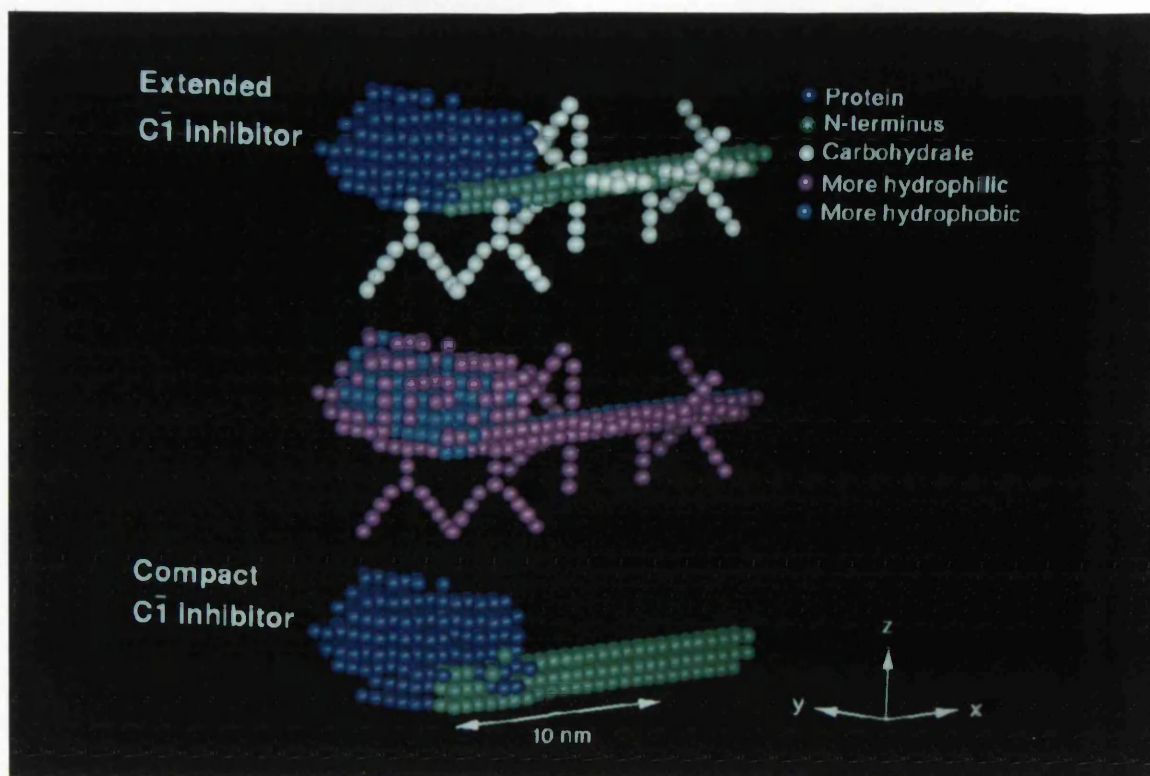 Extended
C1̄ Inhibitor
Protein
N-terminus
Carbohydrate
More hydrophilic
More hydrophobic
Compact
C1̄ Inhibitor
10 nm
z
y
x